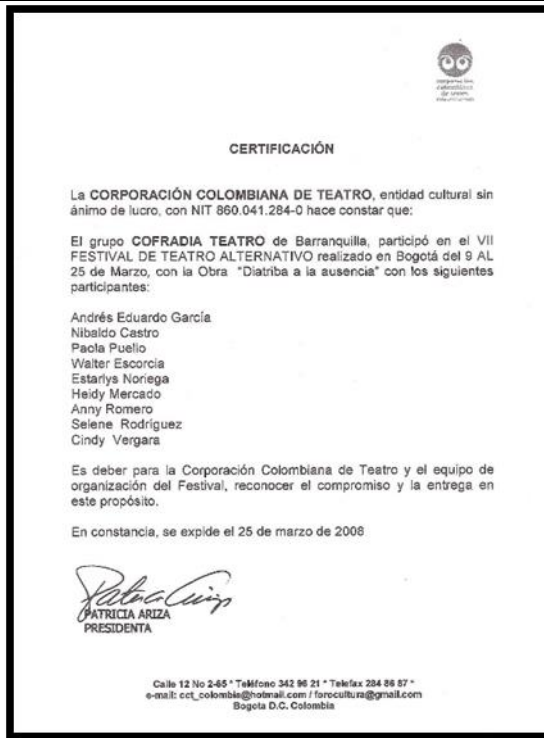 corporación
colombiana
de teatro
CERTIFICACIÓN
La CORPORACIÓN COLOMBIANA DE TEATRO, entidad cultural sin
ánimo de lucro, con NIT 860.041.284-0 hace constar que:
El grupo COFRADIA TEATRO de Barranquilla, participó en el VII
FESTIVAL DE TEATRO ALTERNATIVO realizado en Bogotá del 9 AL
25 de Marzo, con la Obra "Diatriba a la ausencia" con los siguientes
participantes:
Andrés Eduardo García
Nibaldo Castro
Paola Puello
Walter Escorcia
Estarlys Noriega
Heidy Mercado
Anny Romero
Selene Rodriguez
Cindy Vergara
Es deber para la Corporación Colombiana de Teatro y el equipo de
organización del Festival, reconocer el compromiso y la entrega en
este propósito.
En constancia, se expide el 25 de marzo de 2008
PATRICIA ARIZA
PRESIDENTA
Calle 12 No 2-65 * Teléfono 342 96 21 * Telefax 284 86 87 *
e-mail: cct_colombia@hotmail.com / forocultura@gmail.com
Bogota D.C. Colombia